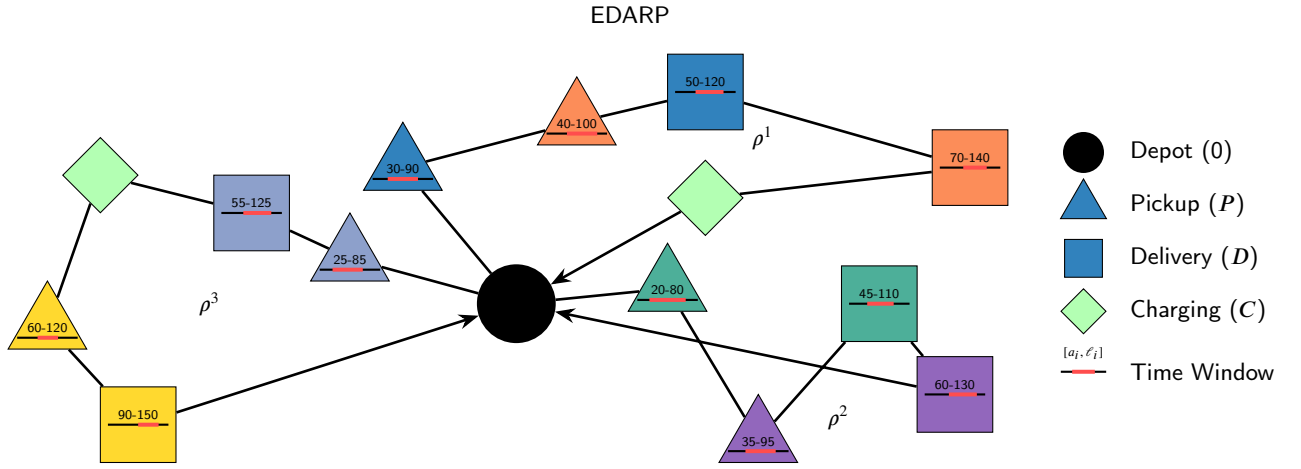 EDARP
50-120
40-100
ρ¹
30-90
70-140
55-125
25-85
20-80
45-110
ρ³
60-120
90-150
60-130
ρ²
35-95
Depot (0)
Pickup (P)
Delivery (D)
Charging (C)
[aᵢ, ℓᵢ]
Time Window